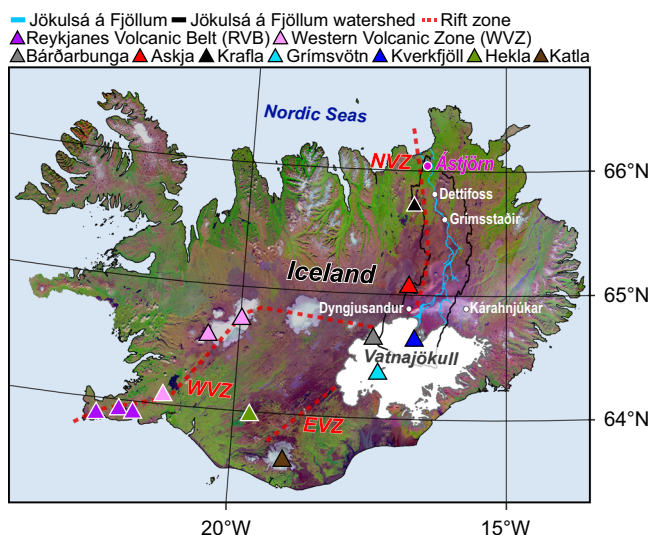 Jökulsá á Fjöllum Jökulsá á Fjöllum watershed Rift zone
Reykjanes Volcanic Belt (RVB) Western Volcanic Zone (WVZ)
Bárðarbunga Askja Krafla Grímsvötn Kverkfjöll Hekla Katla
Nordic Seas
NVZ
Ástjörn
66°N
Dettifoss
Grímsstaðir
Iceland
65°N
Dyngjusandur
Kárahnjúkar
Vatnajökull
WVZ
EVZ
64°N
20°W
15°W